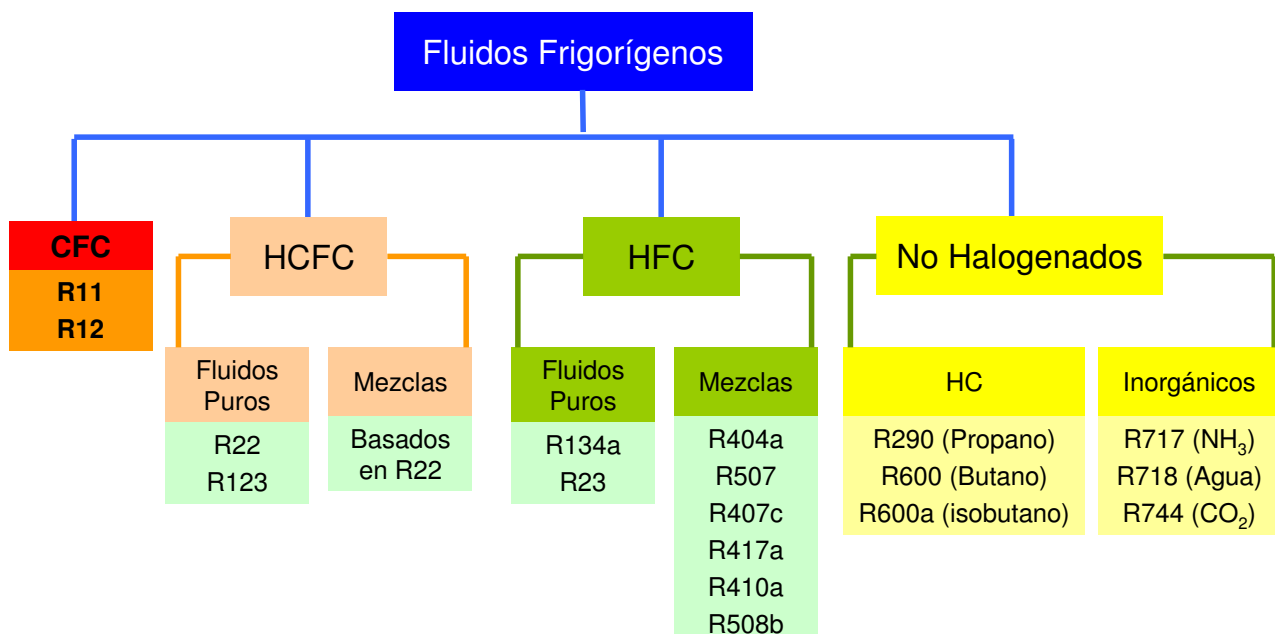 Fluidos Frigorígenos
CFC
R11
R12
HCFC
Fluidos
Puros
R22
R123
Mezclas
Basados
en R22
HFC
Fluidos
Puros
R134a
R23
Mezclas
R404a
R507
R407c
R417a
R410a
R508b
No Halogenados
HC
R290 (Propano)
R600 (Butano)
R600a (isobutano)
Inorgánicos
R717 (NH₃)
R718 (Agua)
R744 (CO₂)